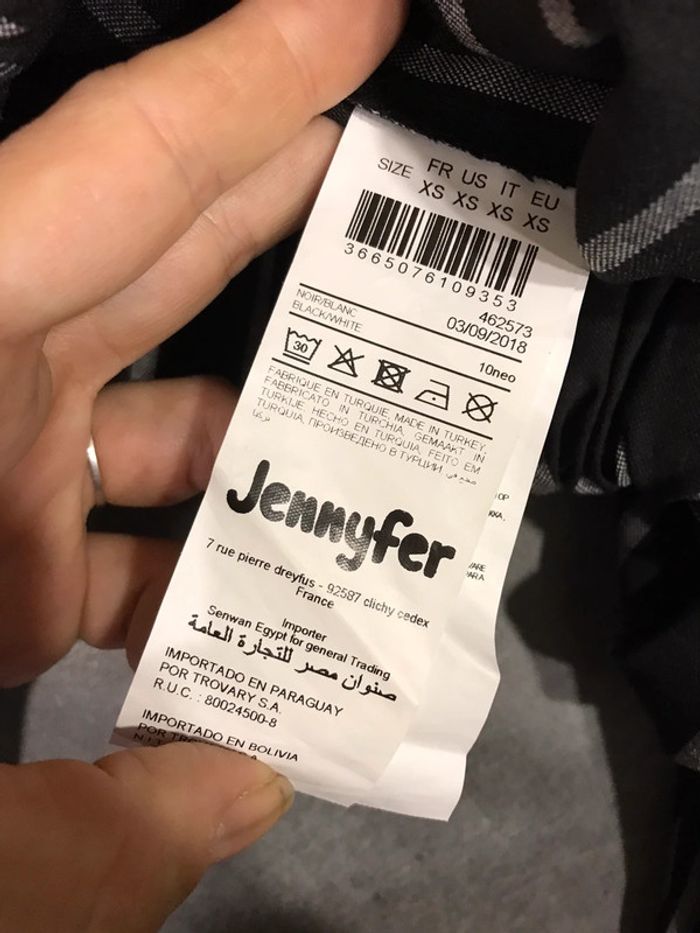 SIZE FR US IT EU
XS XS XS XS
3665076109353
462573
NOIR/BLANC 03/09/2018
BLACK/WHITE
10neo
30
FABRIQUE EN TURQUIE, MADE IN TURKEY,
FABBRICATO IN TURCHIA, GEMAAKT IN
TURKIJE, HECHO EN TURQUIA, FEITO EM
TURQUIA, ПРОИЗВЕДЕНО В ТУРЦИИ,
تركيا
Jennyfer
7 rue pierre dreyfus - 92587 clichy cedex
France
Importer
Senwan Egypt for general Trading
صنوان مصر للتجارة العامة
IMPORTADO EN PARAGUAY
POR TROVARY S.A.
R.U.C. : 80024500-8
IMPORTADO EN BOLIVIA
POR